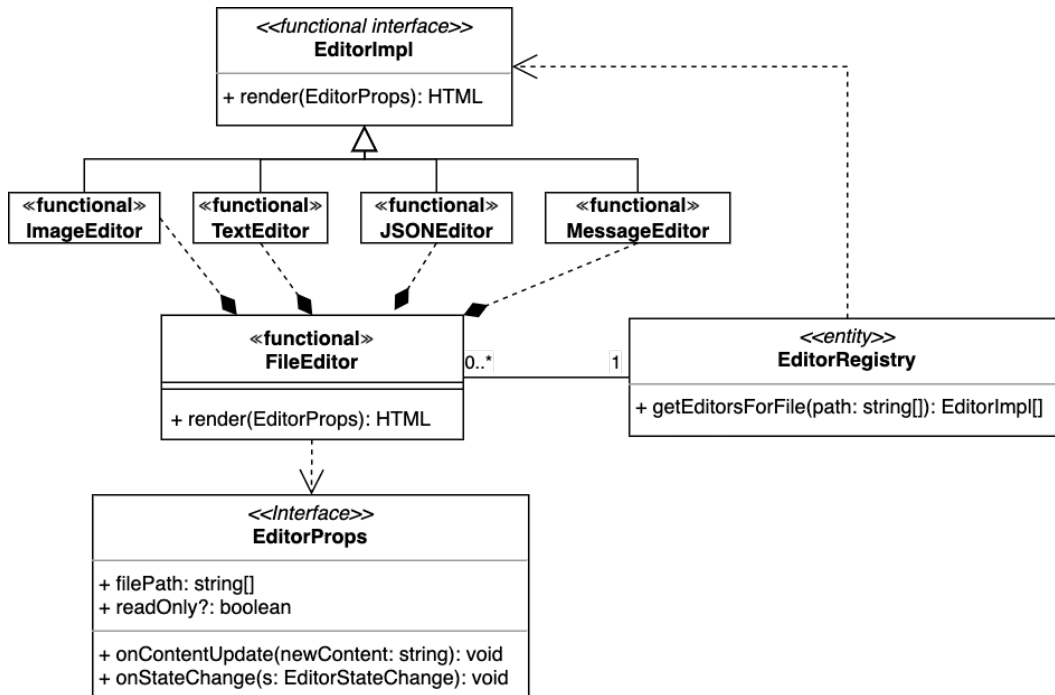 <<functional interface>>
EditorImpl
+ render(EditorProps): HTML
«functional»
ImageEditor
«functional»
TextEditor
«functional»
JSONEditor
«functional»
MessageEditor
«functional»
FileEditor
+ render(EditorProps): HTML
0..*
1
<<entity>>
EditorRegistry
+ getEditorsForFile(path: string[]): EditorImpl[]
<<Interface>>
EditorProps
+ filePath: string[]
+ readOnly?: boolean
+ onContentUpdate(newContent: string): void
+ onStateChange(s: EditorStateChange): void